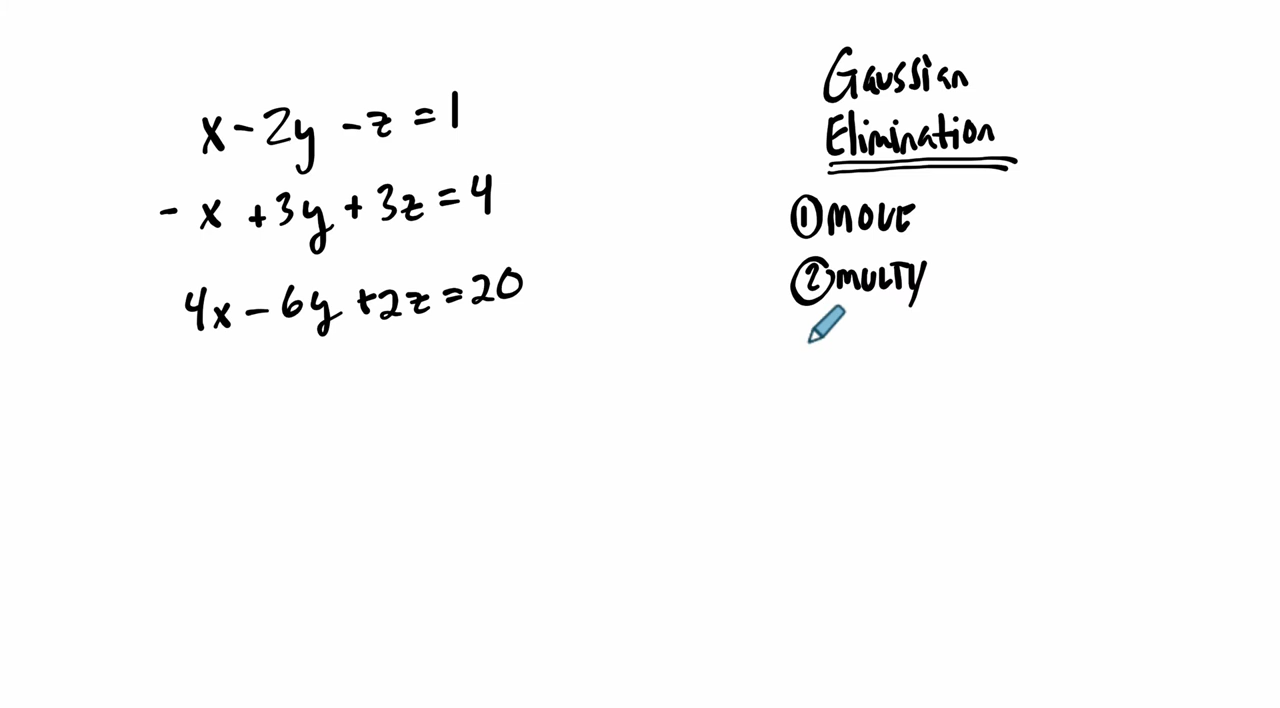 x - 2y - z = 1
- x + 3y + 3z = 4
4x - 6y + 2z = 20
Gaussian
Elimination
① MOVE
② MULTY